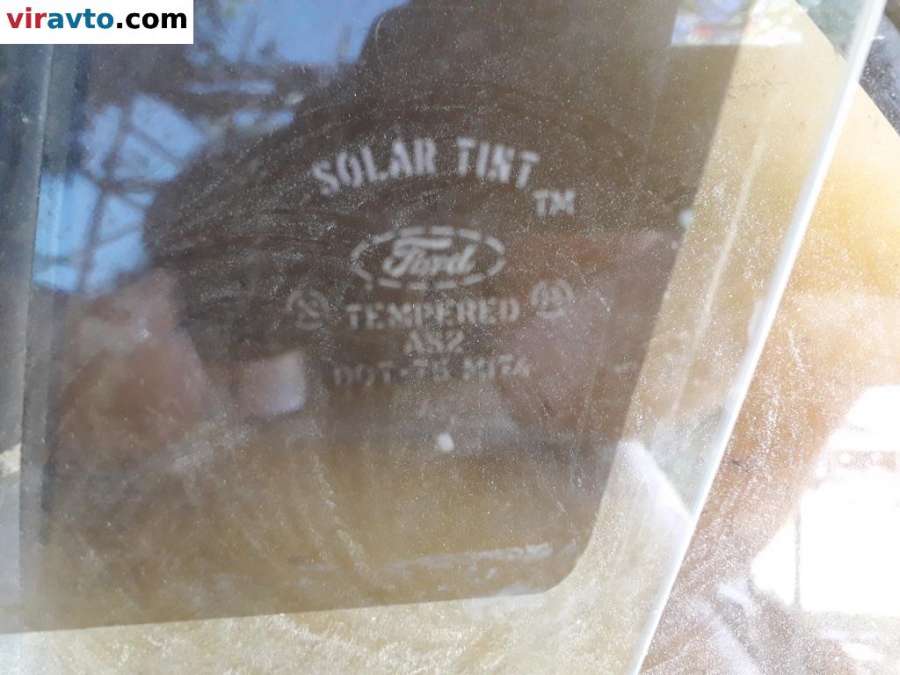 viravto.com
SOLAR TINT
TM
Ford
TEMPERED
AS2